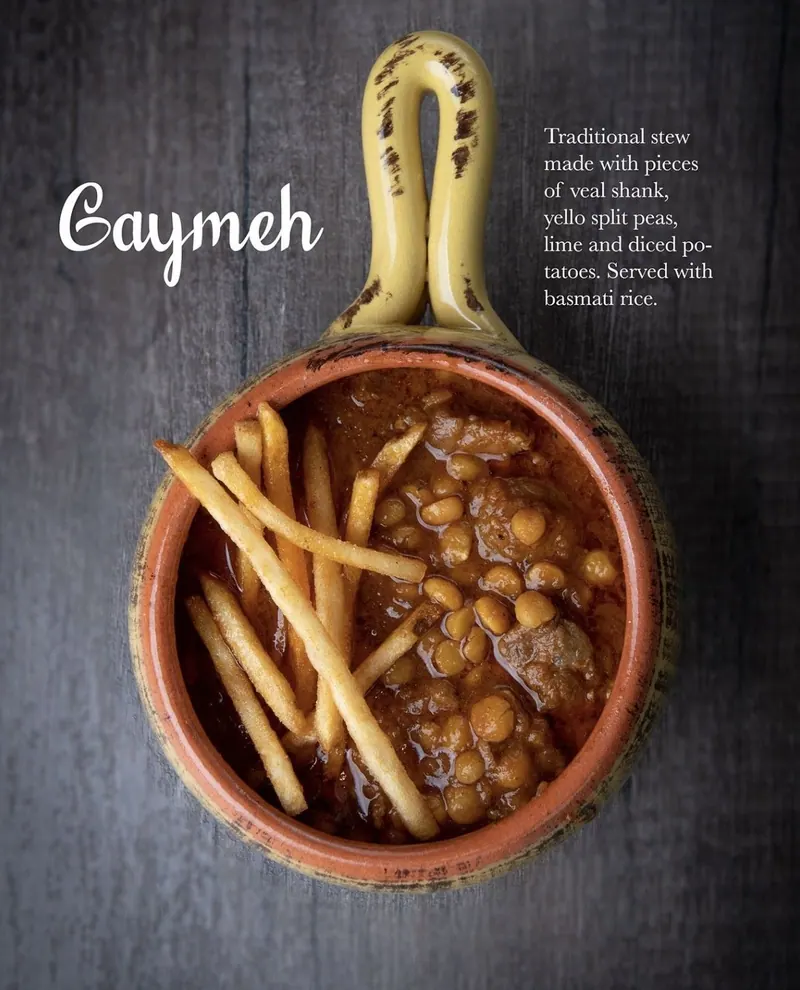 Gaymeh
Traditional stew
made with pieces
of veal shank,
yello split peas,
lime and diced po-
tatoes. Served with
basmati rice.